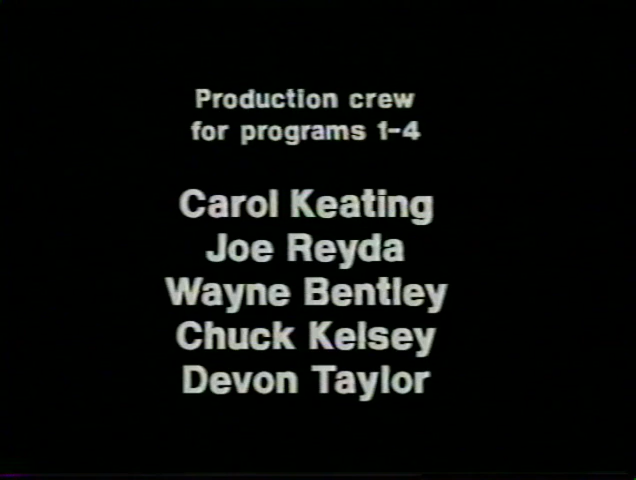 Production crew
for programs 1-4
Carol Keating
Joe Reyda
Wayne Bentley
Chuck Kelsey
Devon Taylor